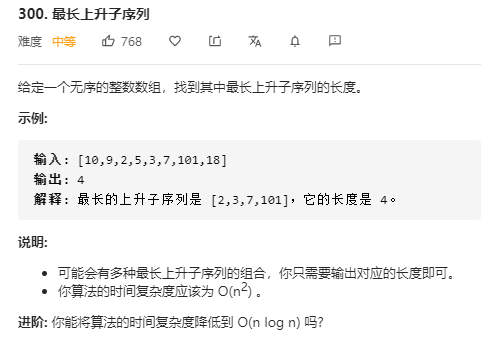 300. 最长上升子序列
难度 中等 768
给定一个无序的整数数组，找到其中最长上升子序列的长度。
示例:
输入: [10,9,2,5,3,7,101,18]
输出: 4
解释: 最长的上升子序列是 [2,3,7,101]，它的长度是 4。
说明:
• 可能会有多种最长上升子序列的组合，你只需要输出对应的长度即可。
• 你算法的时间复杂度应该为 O(n²) 。
进阶: 你能将算法的时间复杂度降低到 O(n log n) 吗?